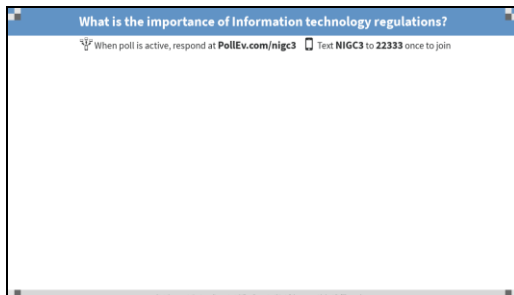 What is the importance of Information technology regulations?
When poll is active, respond at PollEv.com/nigc3 Text NIGC3 to 22333 once to join